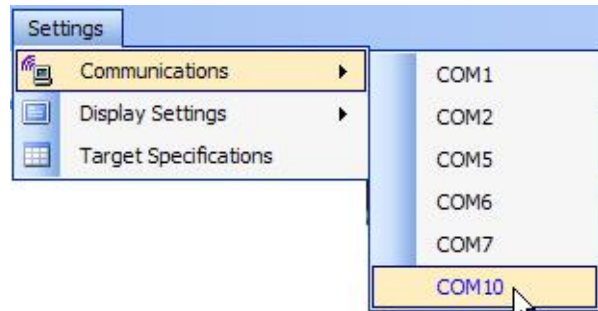 Settings
Communications
Display Settings
Target Specifications
COM1
COM2
COM5
COM6
COM7
COM10